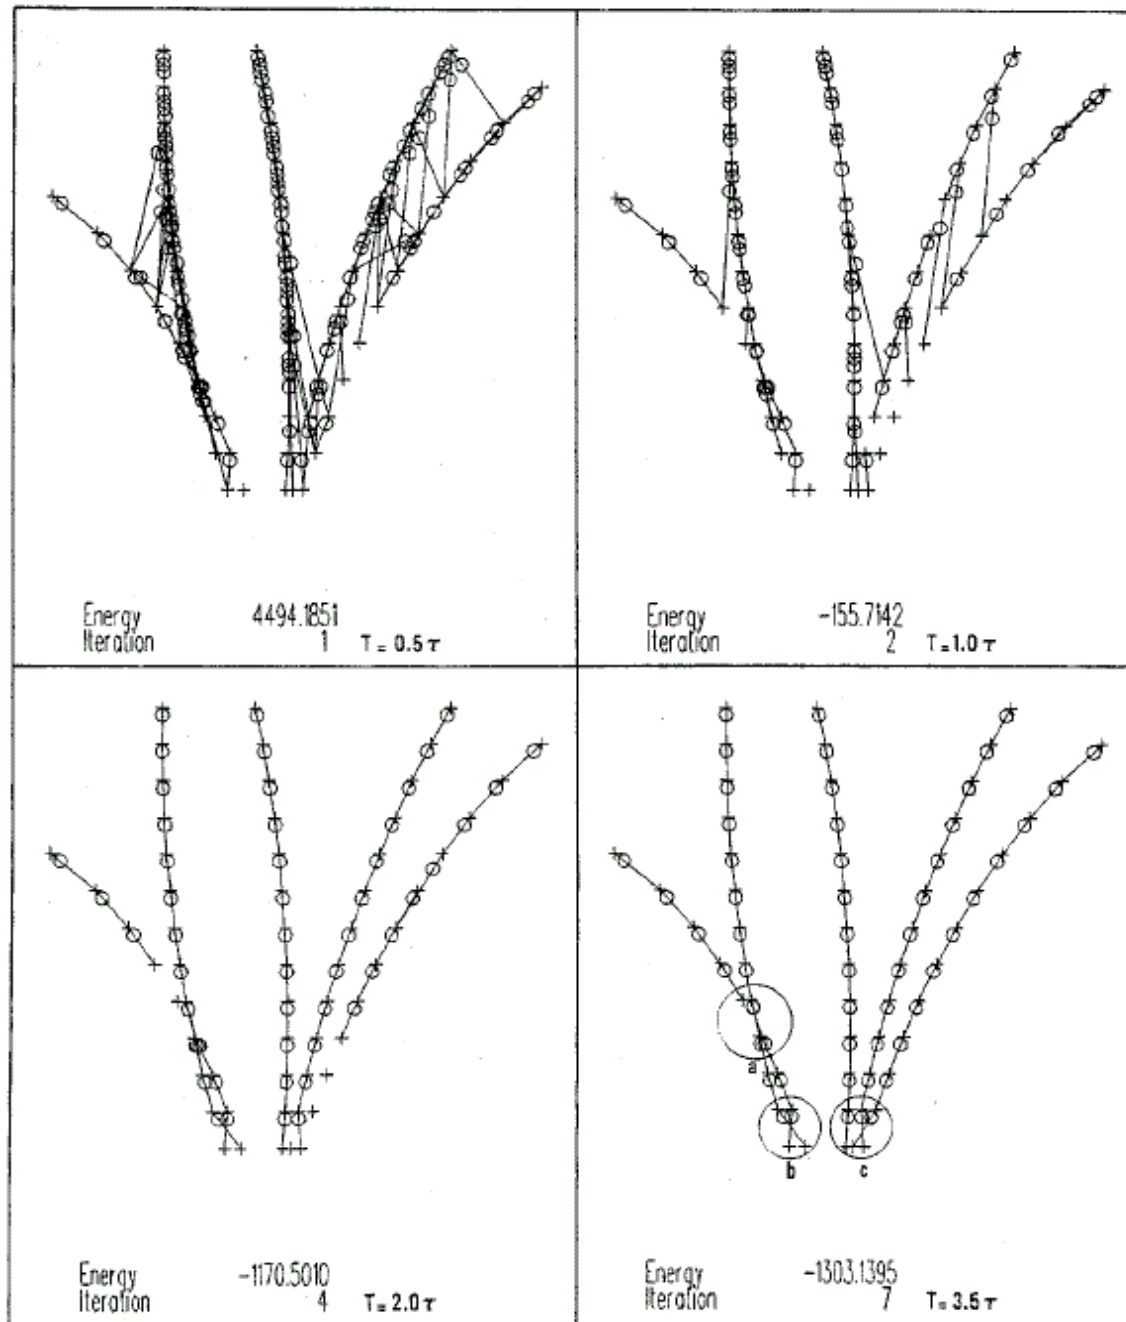 Energy 4494.1851
Iteration 1 T = 0.5 τ
Energy -155.7142
Iteration 2 T = 1.0 τ
a
b c
Energy -1170.5010
Iteration 4 T = 2.0 τ
Energy -1303.1395
Iteration 7 T = 3.5 τ